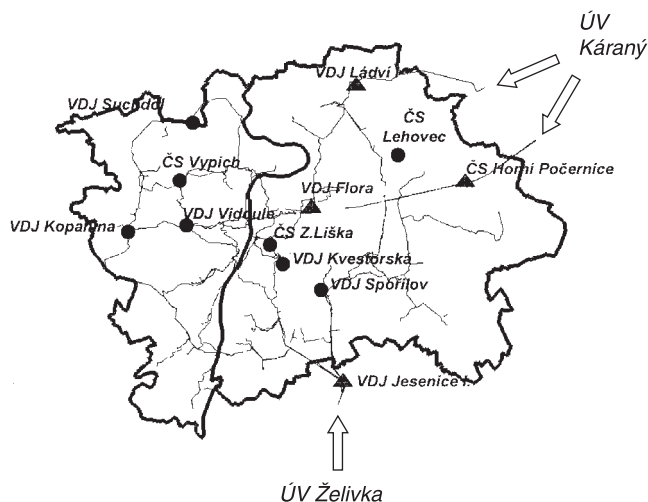 ÚV
Káraný
VDJ Ládví
VDJ Suchdol
ČS
Lehovec
ČS Vypich
ČS Horní Počernice
VDJ Flora
VDJ Kopanina
VDJ Vidoule
ČS Z.Liška
VDJ Kvestorská
VDJ Spořilov
VDJ Jesenice I.
ÚV Želivka